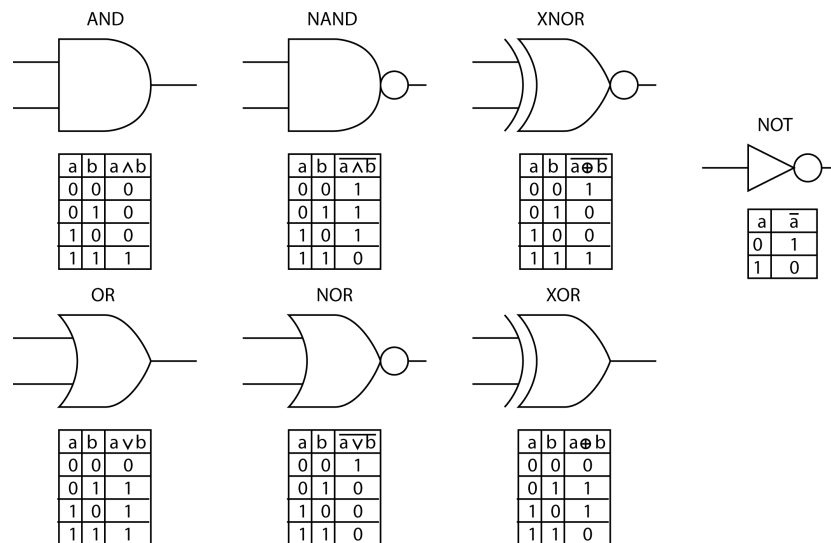 AND
NAND
XNOR
NOT
a b a∧b
0 0 0
0 1 0
1 0 0
1 1 1
a b a̅∧̅b̅
0 0 1
0 1 1
1 0 1
1 1 0
a b a̅⊕̅b̅
0 0 1
0 1 0
1 0 0
1 1 1
a a̅
0 1
1 0
OR
NOR
XOR
a b a∨b
0 0 0
0 1 1
1 0 1
1 1 1
a b a̅∨̅b̅
0 0 1
0 1 0
1 0 0
1 1 0
a b a⊕b
0 0 0
0 1 1
1 0 1
1 1 0